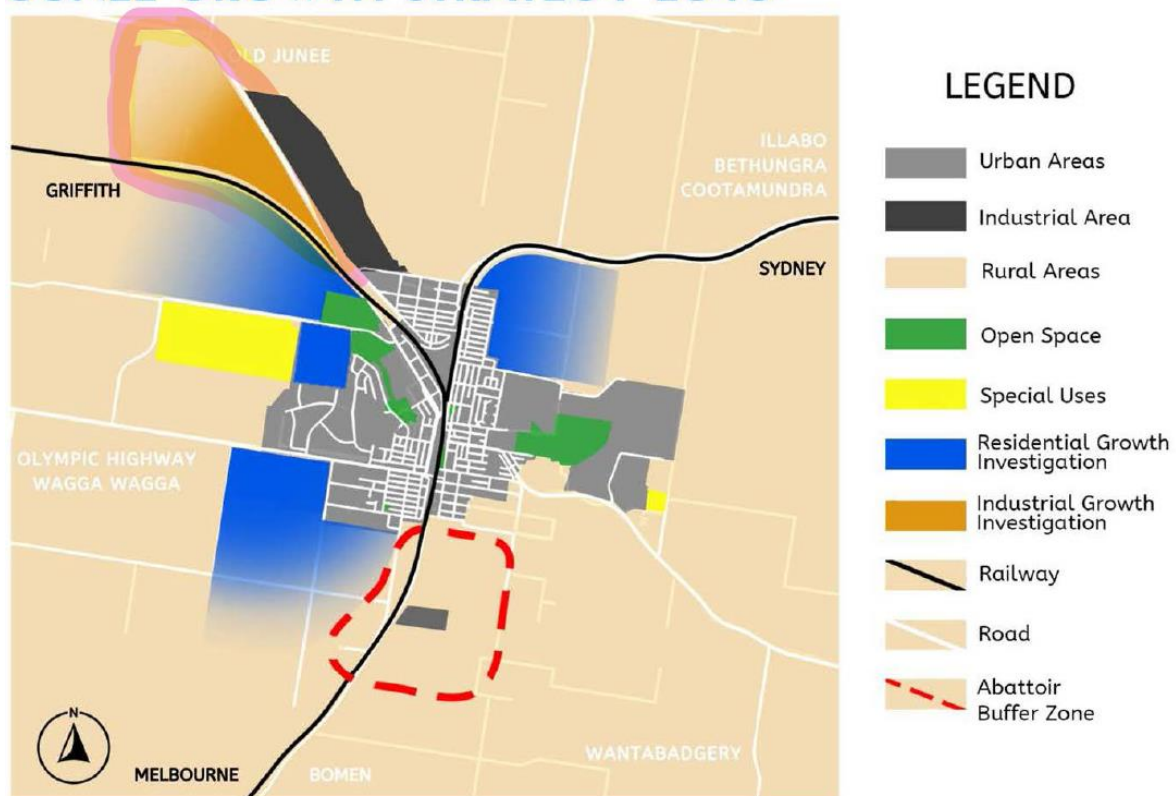 OLD JUNEE
ILLABO
BETHUNGRA
COOTAMUNDRA
GRIFFITH
SYDNEY
OLYMPIC HIGHWAY
WAGGA WAGGA
WANTABADGERY
N
MELBOURNE
BOMEN
LEGEND
Urban Areas
Industrial Area
Rural Areas
Open Space
Special Uses
Residential Growth
Investigation
Industrial Growth
Investigation
Railway
Road
Abattoir
Buffer Zone